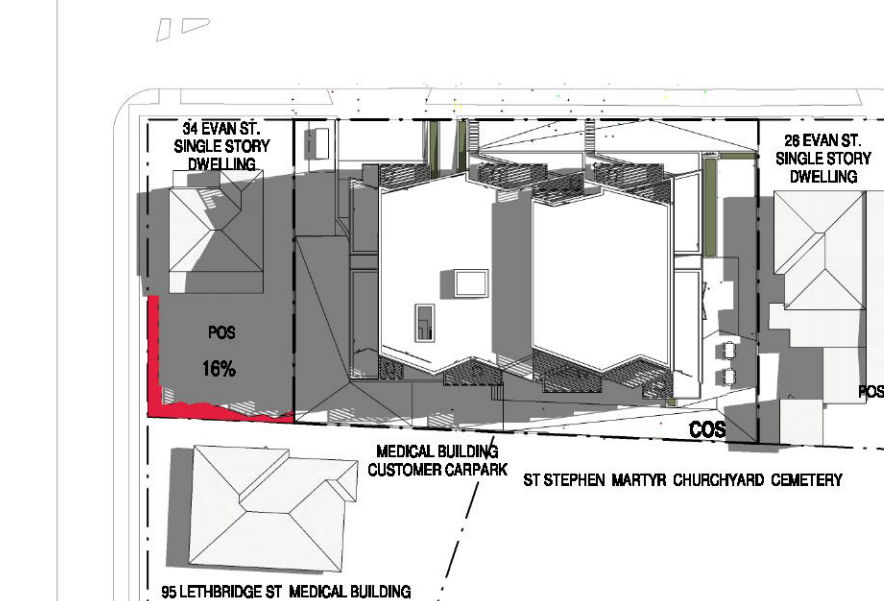 34 EVAN ST.
SINGLE STORY
DWELLING
26 EVAN ST.
SINGLE STORY
DWELLING
POS
16%
POS
COS
MEDICAL BUILDING
CUSTOMER CARPARK
ST STEPHEN MARTYR CHURCHYARD CEMETERY
95 LETHBRIDGE ST MEDICAL BUILDING